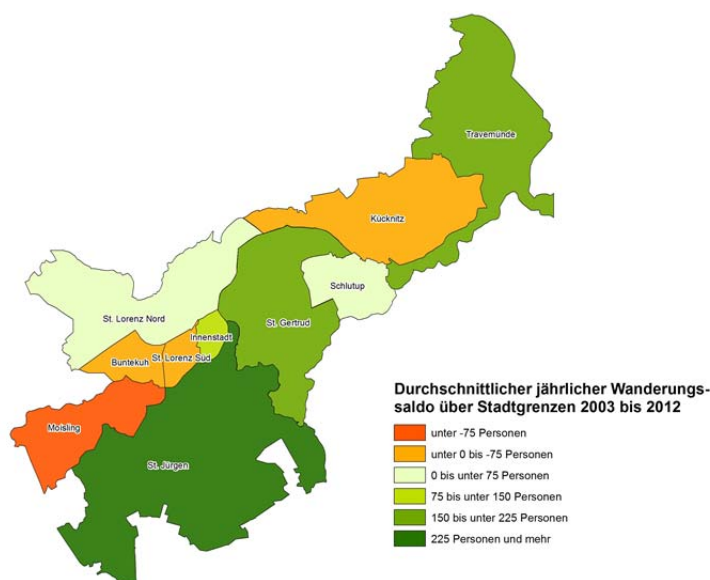 Travemünde
Kücknitz
Schlutup
St. Lorenz Nord
St. Gertrud
Innenstadt
St. Lorenz Süd
Buntekuh
Moisling
St. Jürgen
Durchschnittlicher jährlicher Wanderungs-
saldo über Stadtgrenzen 2003 bis 2012
unter -75 Personen
unter 0 bis -75 Personen
0 bis unter 75 Personen
75 bis unter 150 Personen
150 bis unter 225 Personen
225 Personen und mehr